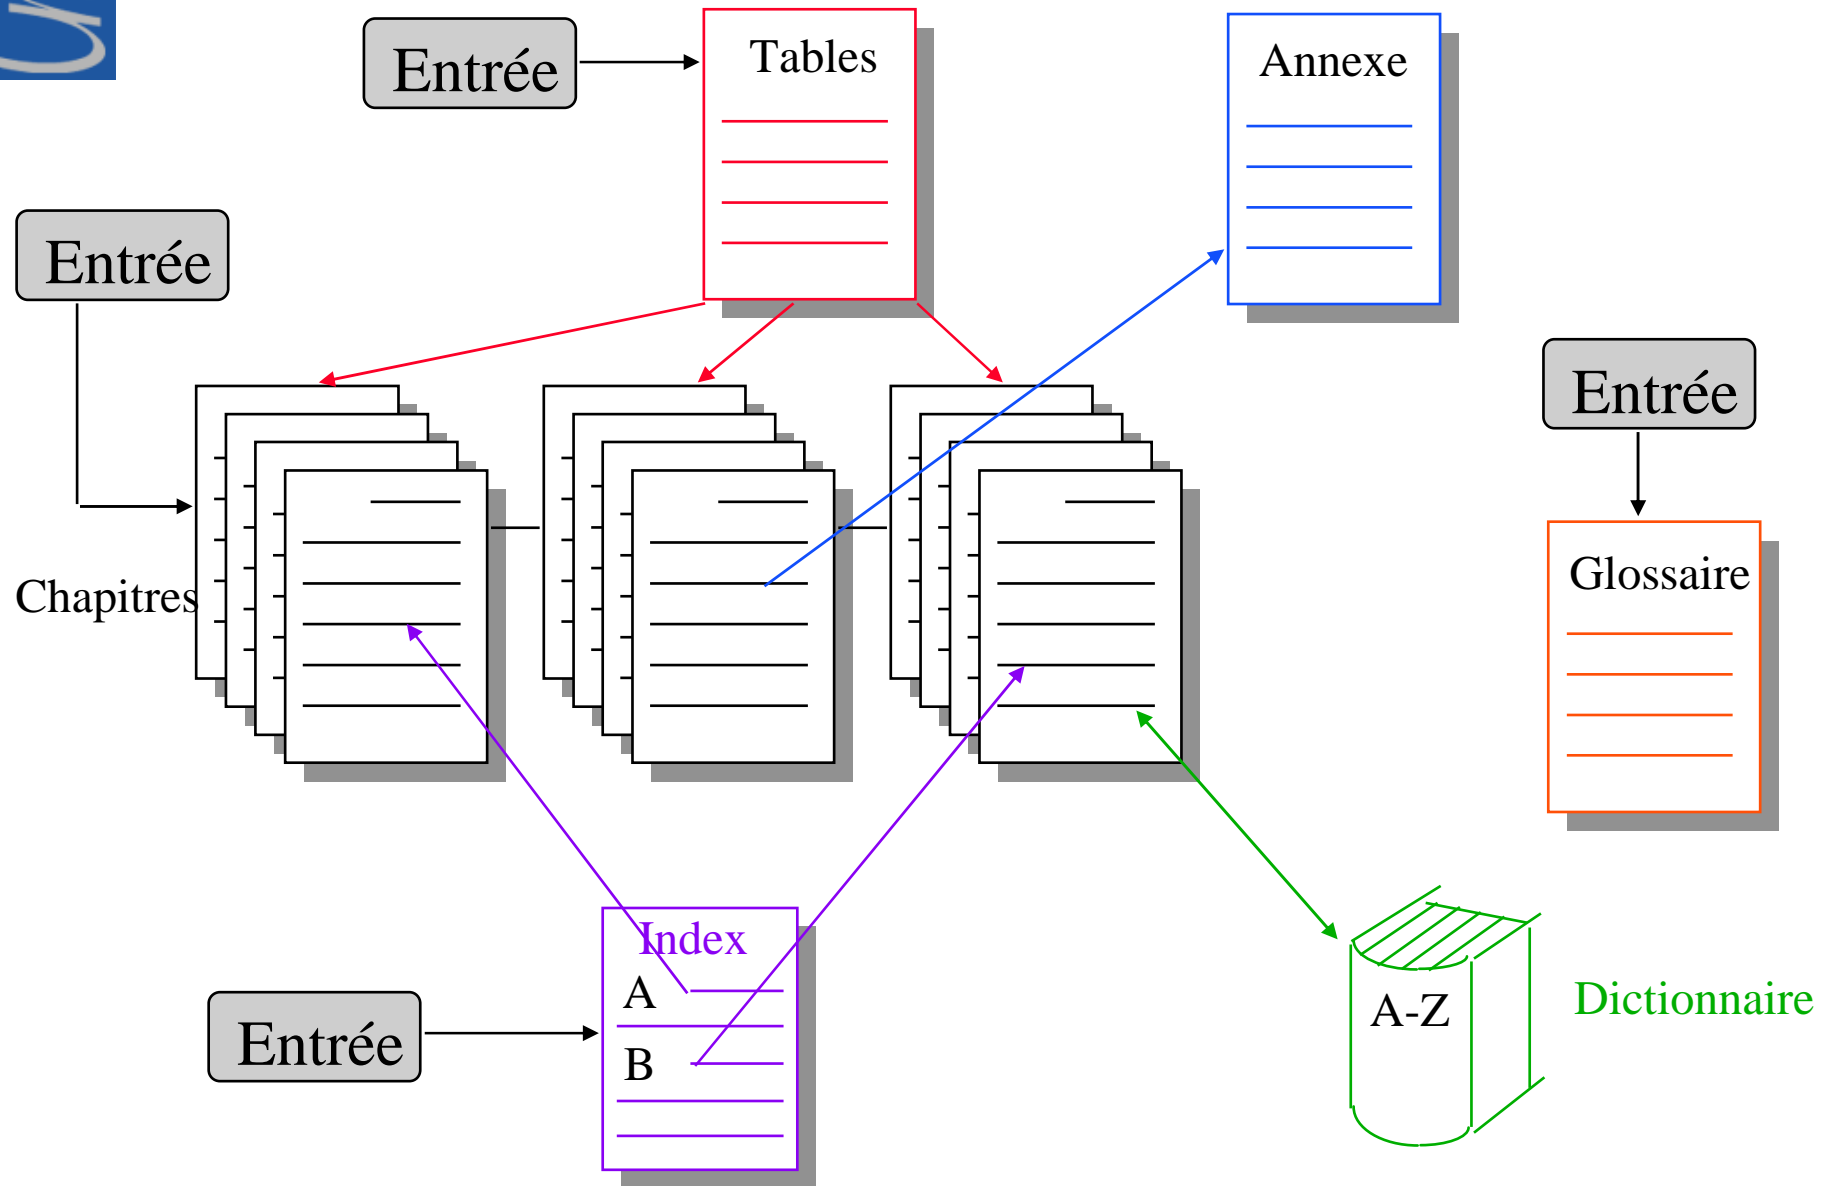 Entrée
Tables
Annexe
Entrée
Entrée
Chapitres
Glossaire
Index
A
B
Entrée
A-Z
Dictionnaire